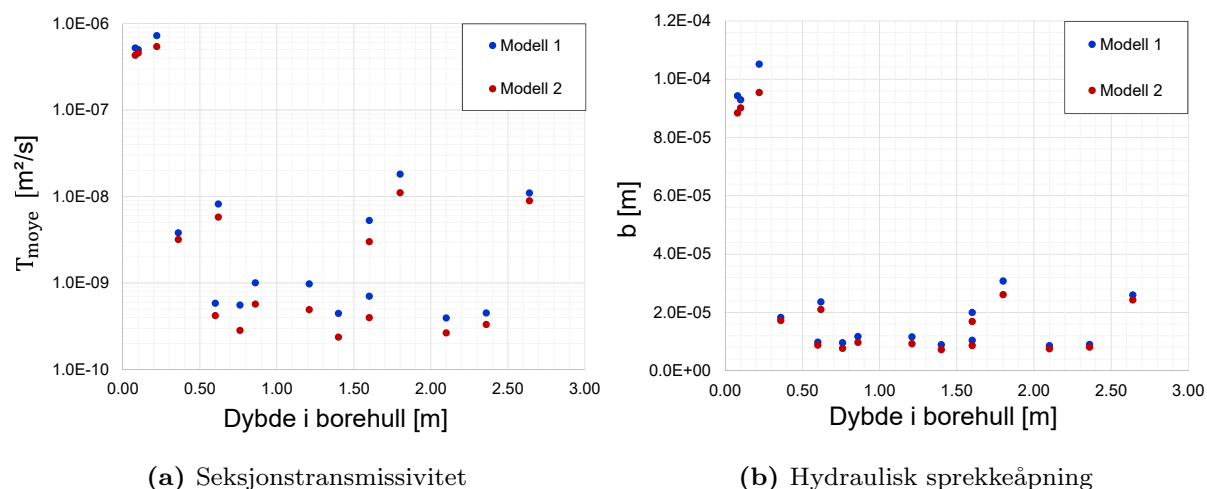 1.0E-06
1.0E-07
1.0E-08
1.0E-09
1.0E-10
T_moye [m²/s]
0.00 0.50 1.00 1.50 2.00 2.50 3.00
Dybde i borehull [m]
Modell 1
Modell 2
(a) Seksjonstransmissivitet
1.2E-04
1.0E-04
8.0E-05
6.0E-05
4.0E-05
2.0E-05
0.0E+00
b [m]
0.00 0.50 1.00 1.50 2.00 2.50 3.00
Dybde i borehull [m]
Modell 1
Modell 2
(b) Hydraulisk sprekkeåpning